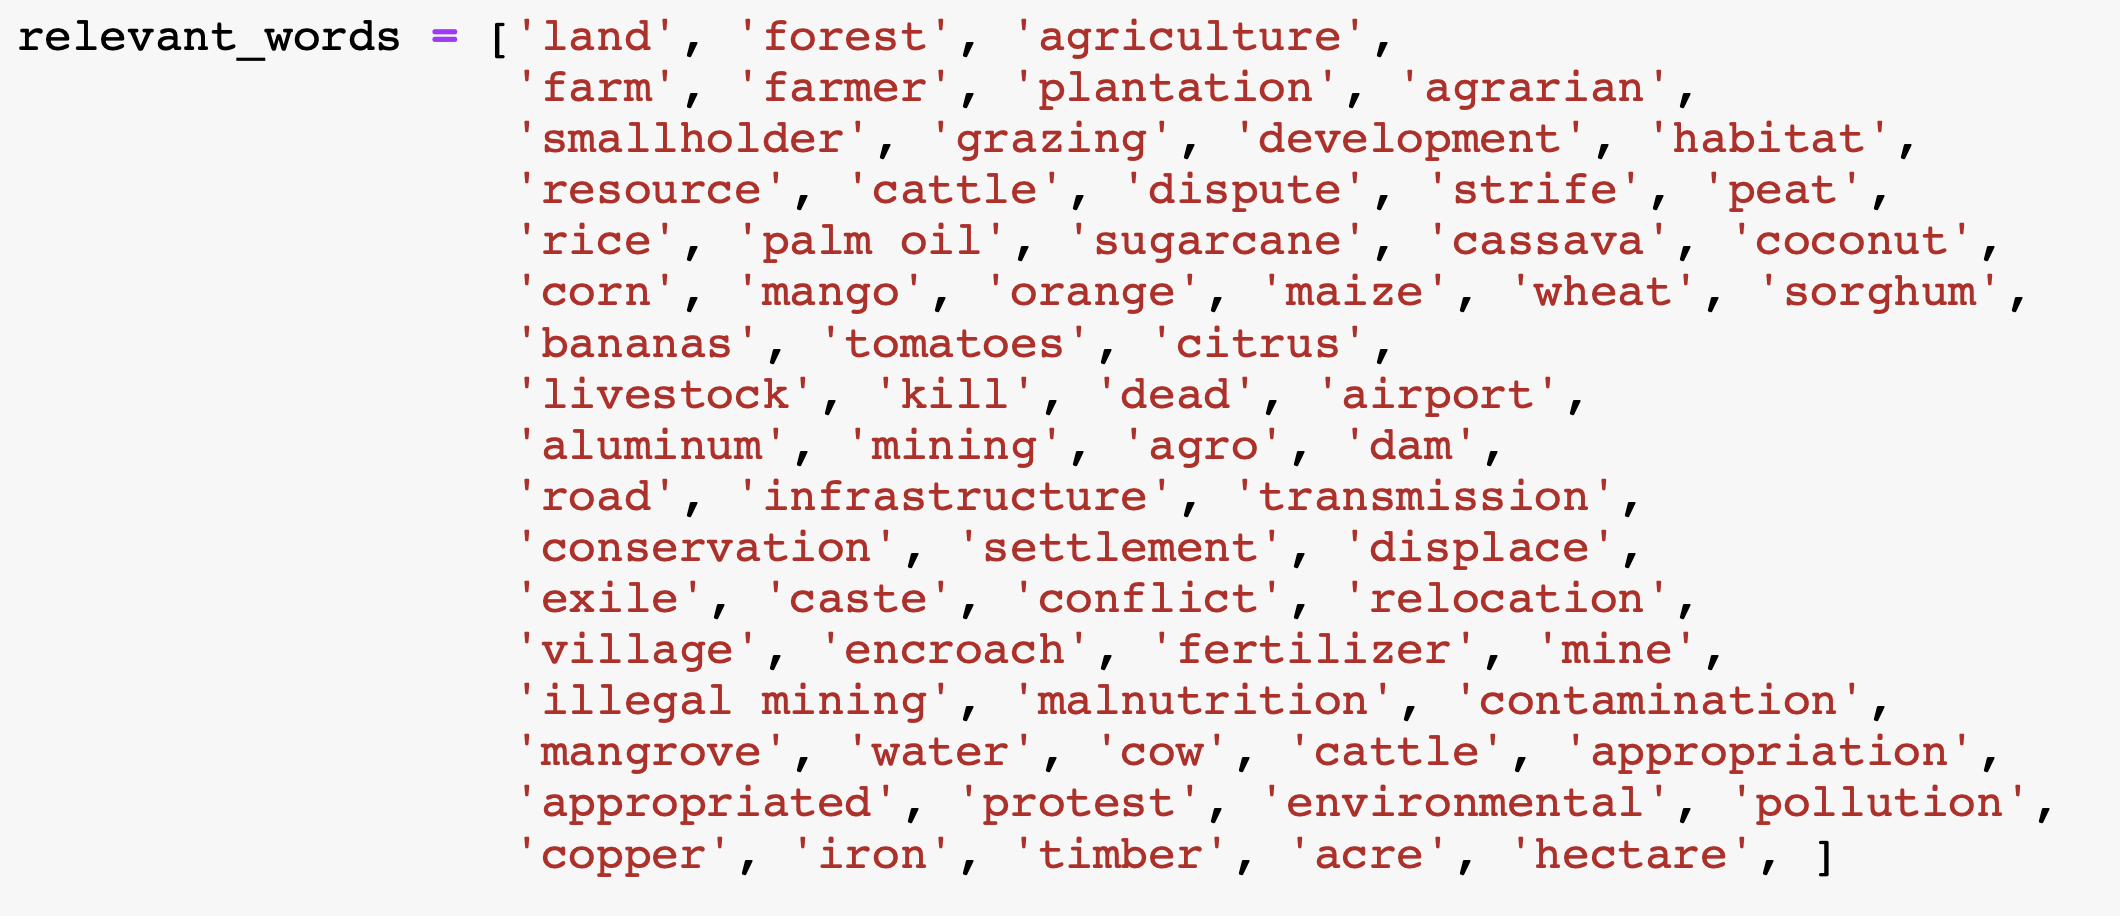 relevant_words = ['land', 'forest', 'agriculture',
'farm', 'farmer', 'plantation', 'agrarian',
'smallholder', 'grazing', 'development', 'habitat',
'resource', 'cattle', 'dispute', 'strife', 'peat',
'rice', 'palm oil', 'sugarcane', 'cassava', 'coconut',
'corn', 'mango', 'orange', 'maize', 'wheat', 'sorghum',
'bananas', 'tomatoes', 'citrus',
'livestock', 'kill', 'dead', 'airport',
'aluminum', 'mining', 'agro', 'dam',
'road', 'infrastructure', 'transmission',
'conservation', 'settlement', 'displace',
'exile', 'caste', 'conflict', 'relocation',
'village', 'encroach', 'fertilizer', 'mine',
'illegal mining', 'malnutrition', 'contamination',
'mangrove', 'water', 'cow', 'cattle', 'appropriation',
'appropriated', 'protest', 'environmental', 'pollution',
'copper', 'iron', 'timber', 'acre', 'hectare', ]